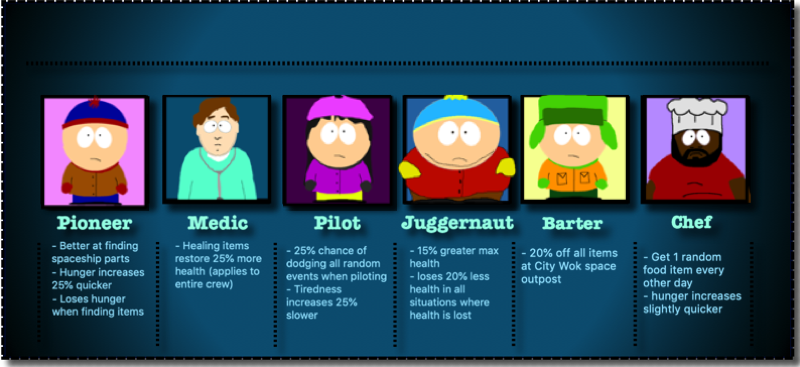 Pioneer
Medic
Pilot
Juggernaut
Barter
Chef
- Better at finding
spaceship parts
- Hunger increases
25% quicker
- Loses hunger
when finding items
- Healing items
restore 25% more
health (applies to
entire crew)
- 25% chance of
dodging all random
events when piloting
- Tiredness
increases 25%
slower
- 15% greater max
health
- loses 20% less
health in all
situations where
health is lost
- 20% off all items
at City Wok space
outpost
- Get 1 random
food item every
other day
- hunger increases
slightly quicker